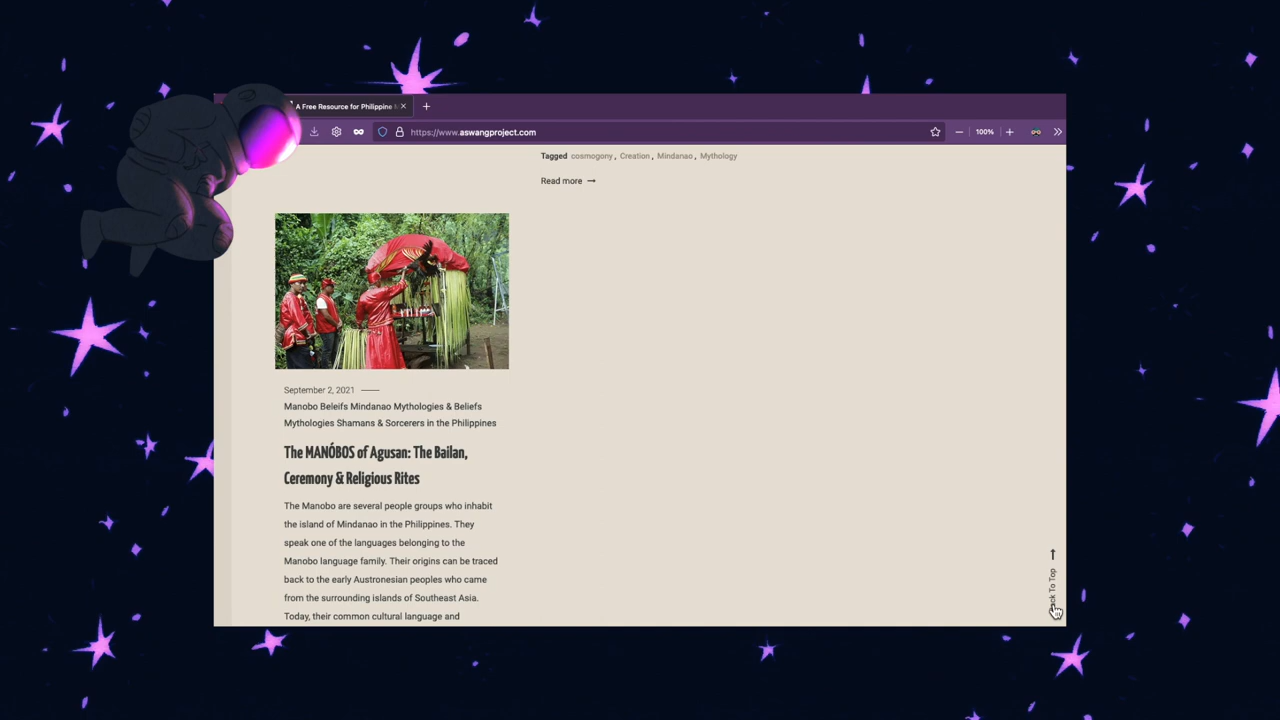 A Free Resource for Philippine
https://www.aswangproject.com
100%
Tagged cosmogony, Creation, Mindanao, Mythology
Read more →
September 2, 2021
Manobo Beleifs Mindanao Mythologies & Beliefs
Mythologies Shamans & Sorcerers in the Philippines
The MANÓBOS of Agusan: The Bailan,
Ceremony & Religious Rites
The Manobo are several people groups who inhabit
the island of Mindanao in the Philippines. They
speak one of the languages belonging to the
Manobo language family. Their origins can be traced
back to the early Austronesian peoples who came
from the surrounding islands of Southeast Asia.
Today, their common cultural language and
Back To Top